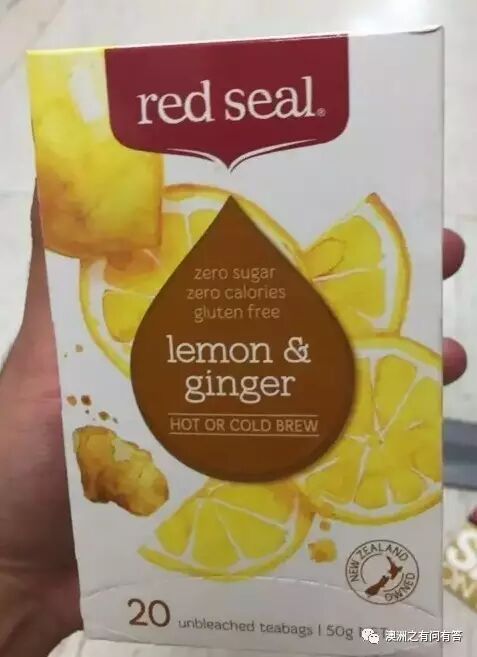 red seal®
zero sugar
zero calories
gluten free
lemon &
ginger
HOT OR COLD BREW
NEW ZEALAND
OWNED
20 unbleached teabags | 50g
澳洲之有问有答